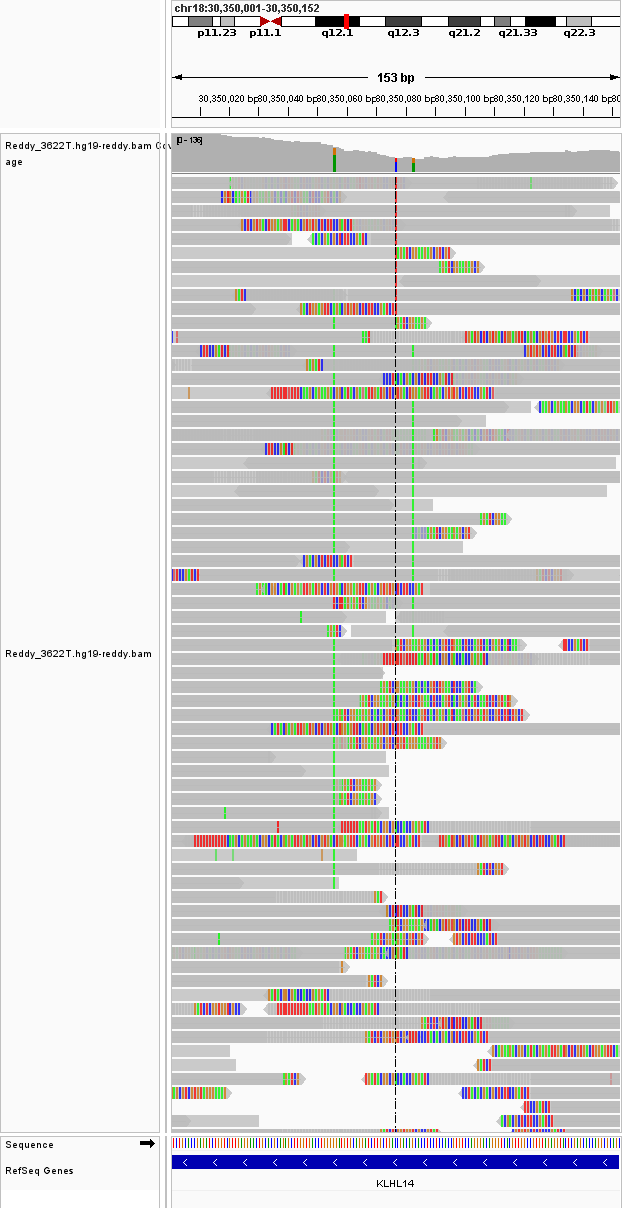 chr18:30,350,001-30,350,152
p11.23 p11.1 q12.1 q12.3 q21.2 q21.33 q22.3
153 bp
30,350,020 bp 30,350,040 bp 30,350,060 bp 30,350,080 bp 30,350,100 bp 30,350,120 bp 30,350,140 bp
Reddy_3622T.hg19-reddy.bam Cov
age
[0 - 136]
Reddy_3622T.hg19-reddy.bam
Sequence
RefSeq Genes
KLHL14